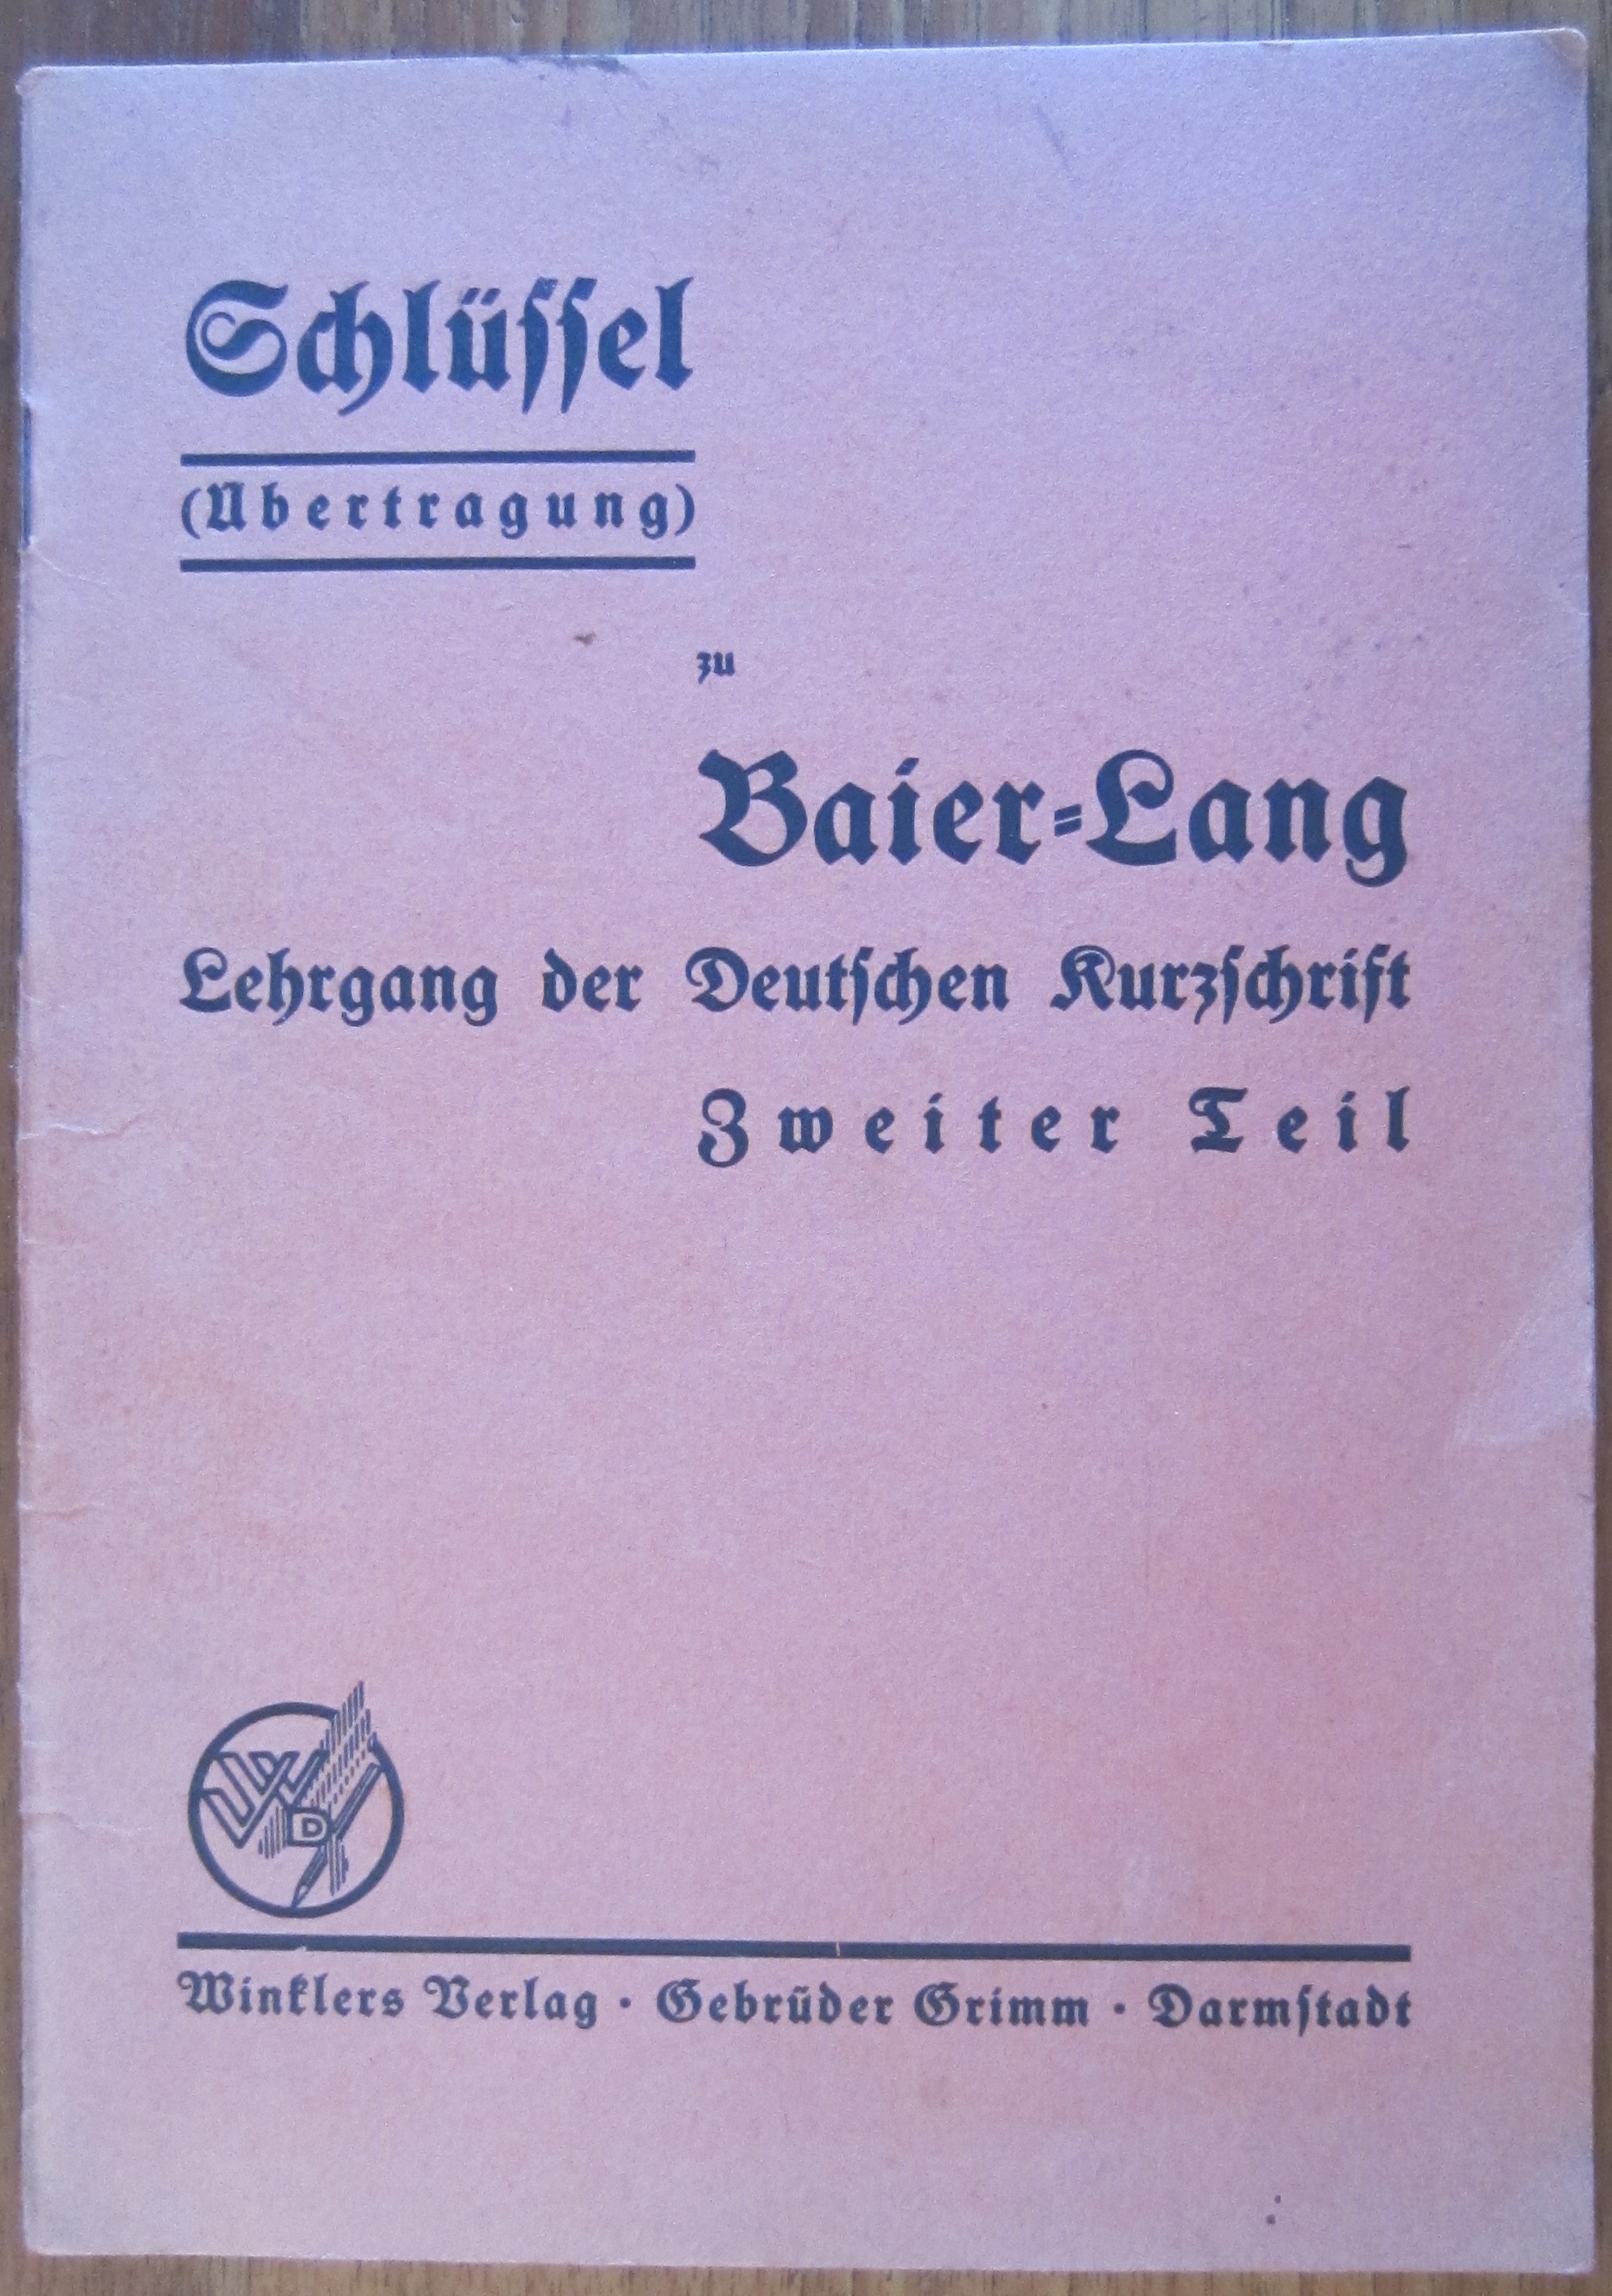 Schlüssel
(Übertragung)
zu
Baier-Lang
Lehrgang der Deutschen Kurzschrift
Zweiter Teil
W D
Winklers Verlag · Gebrüder Grimm · Darmstadt